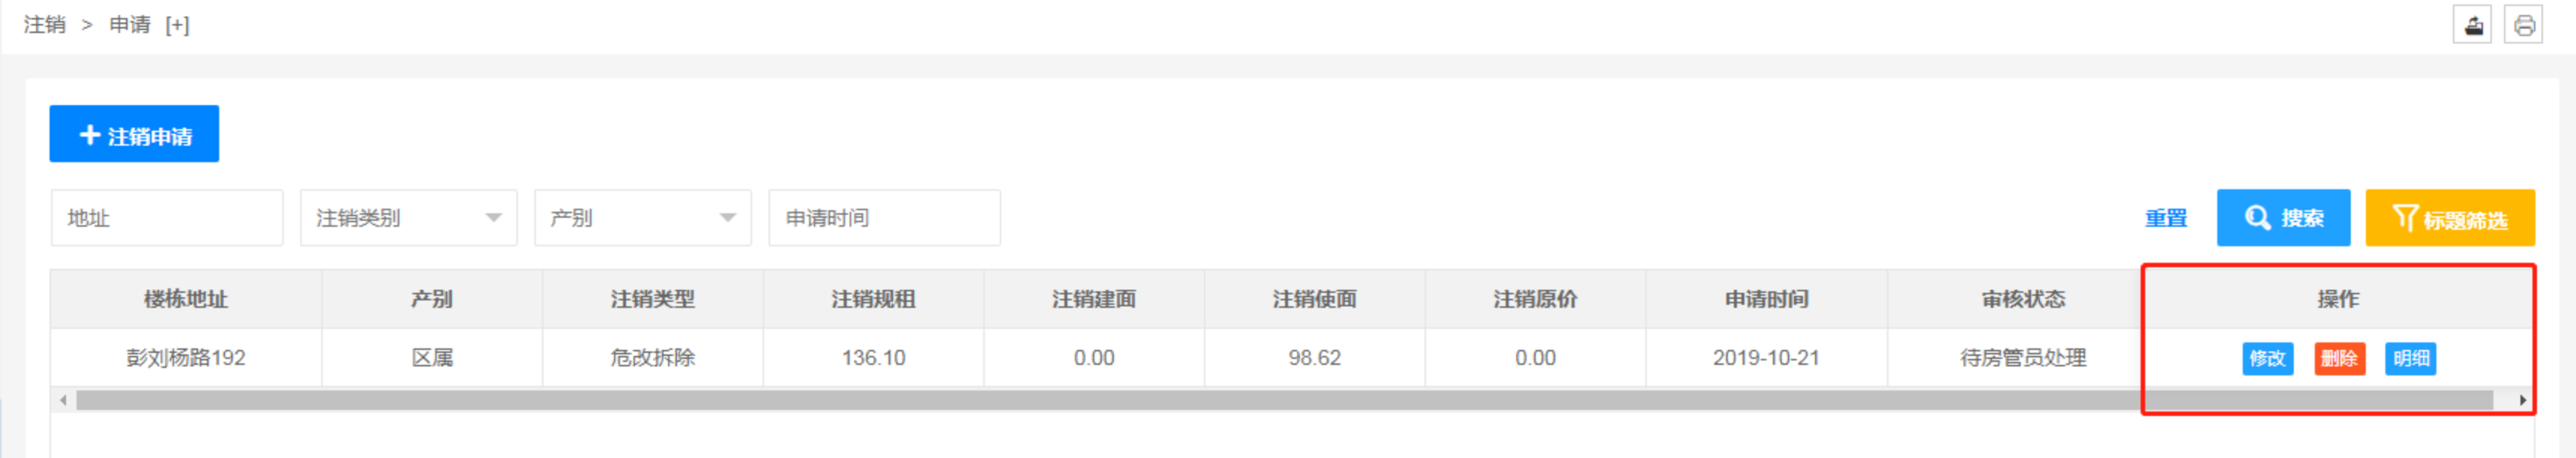 注销 > 申请 [+]
注销申请
地址 注销类别 产别 申请时间 重置 搜索 标题筛选
楼栋地址 产别 注销类型 注销规租 注销建面 注销使面 注销原价 申请时间 审核状态 操作
彭刘杨路192 区属 危改拆除 136.10 0.00 98.62 0.00 2019-10-21 待房管员处理 修改 删除 明细